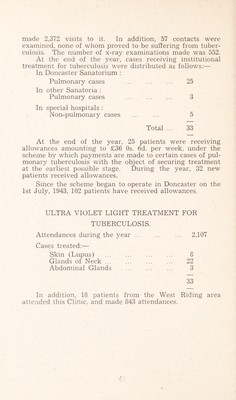 made 2,372 visits to it. In addition, 57 contacts were
examined, none of whom proved to be suffering from tuber-
culosis. The number of x-ray examinations made was 552.
At the end of the year, cases receiving institutional
treatment for tuberculosis were distributed as follows:—
In Doncaster Sanatorium :
Pulmonary cases ... ... ... 25
In other Sanatoria :
Pulmonary cases ... ... ... 3
In special hospitals :
Non-pulmonary cases ... ... 5
Total ... 33
At the end of the year, 25 patients were receiving
allowances amounting to £36 0s. 6d. per week, under the
scheme by which payments are made to certain cases of pul-
monary tuberculosis with the object of securing treatment
at the earliest possible stage. During the year, 32 new
patients received allowances.
Since the scheme began to operate in Doncaster on the
1st July, 1943, 102 patients have received allowances.
ULTRA VIOLET LIGHT TREATMENT FOR
TUBERCULOSIS.
Attendances during the year ... ... ... 2,107
Cases treated:—
Skin (Lupus) ... ... ... ... 8
Glands of Neck ... ... ... ... 22
Abdominal Glands ... ... ... 3
33
In addition, 18 patients from the West Riding area
attended this Clinic, and made 843 attendances.